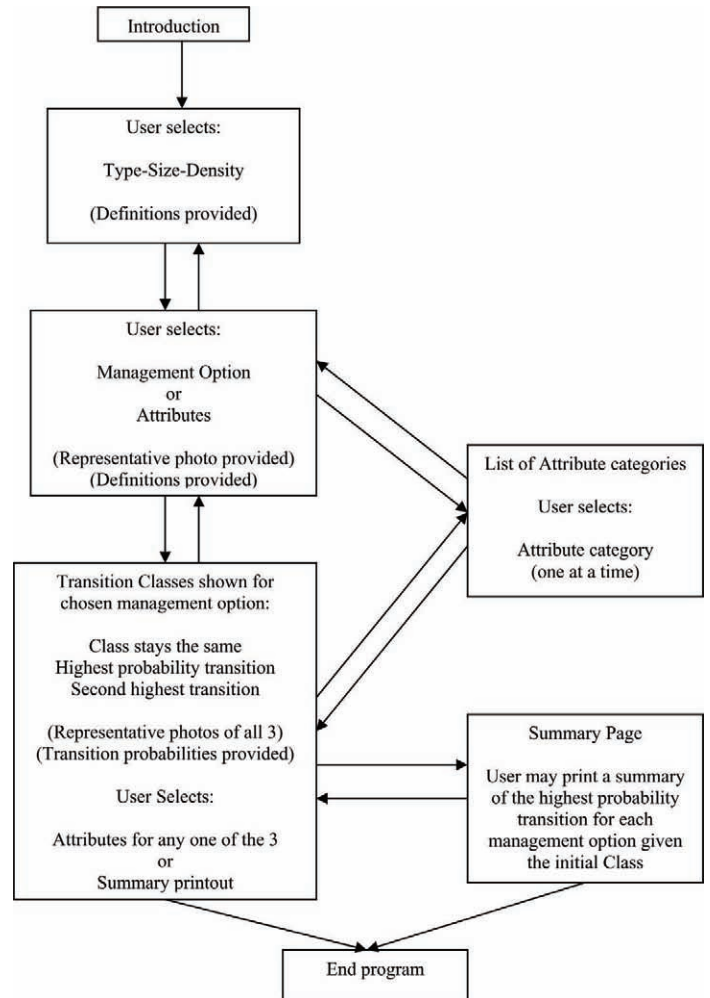 Introduction
User selects:
Type-Size-Density
(Definitions provided)
User selects:
Management Option
or
Attributes
(Representative photo provided)
(Definitions provided)
List of Attribute categories
User selects:
Attribute category
(one at a time)
Transition Classes shown for
chosen management option:
Class stays the same
Highest probability transition
Second highest transition
(Representative photos of all 3)
(Transition probabilities provided)
User Selects:
Attributes for any one of the 3
or
Summary printout
Summary Page
User may print a summary
of the highest probability
transition for each
management option given
the initial Class
End program